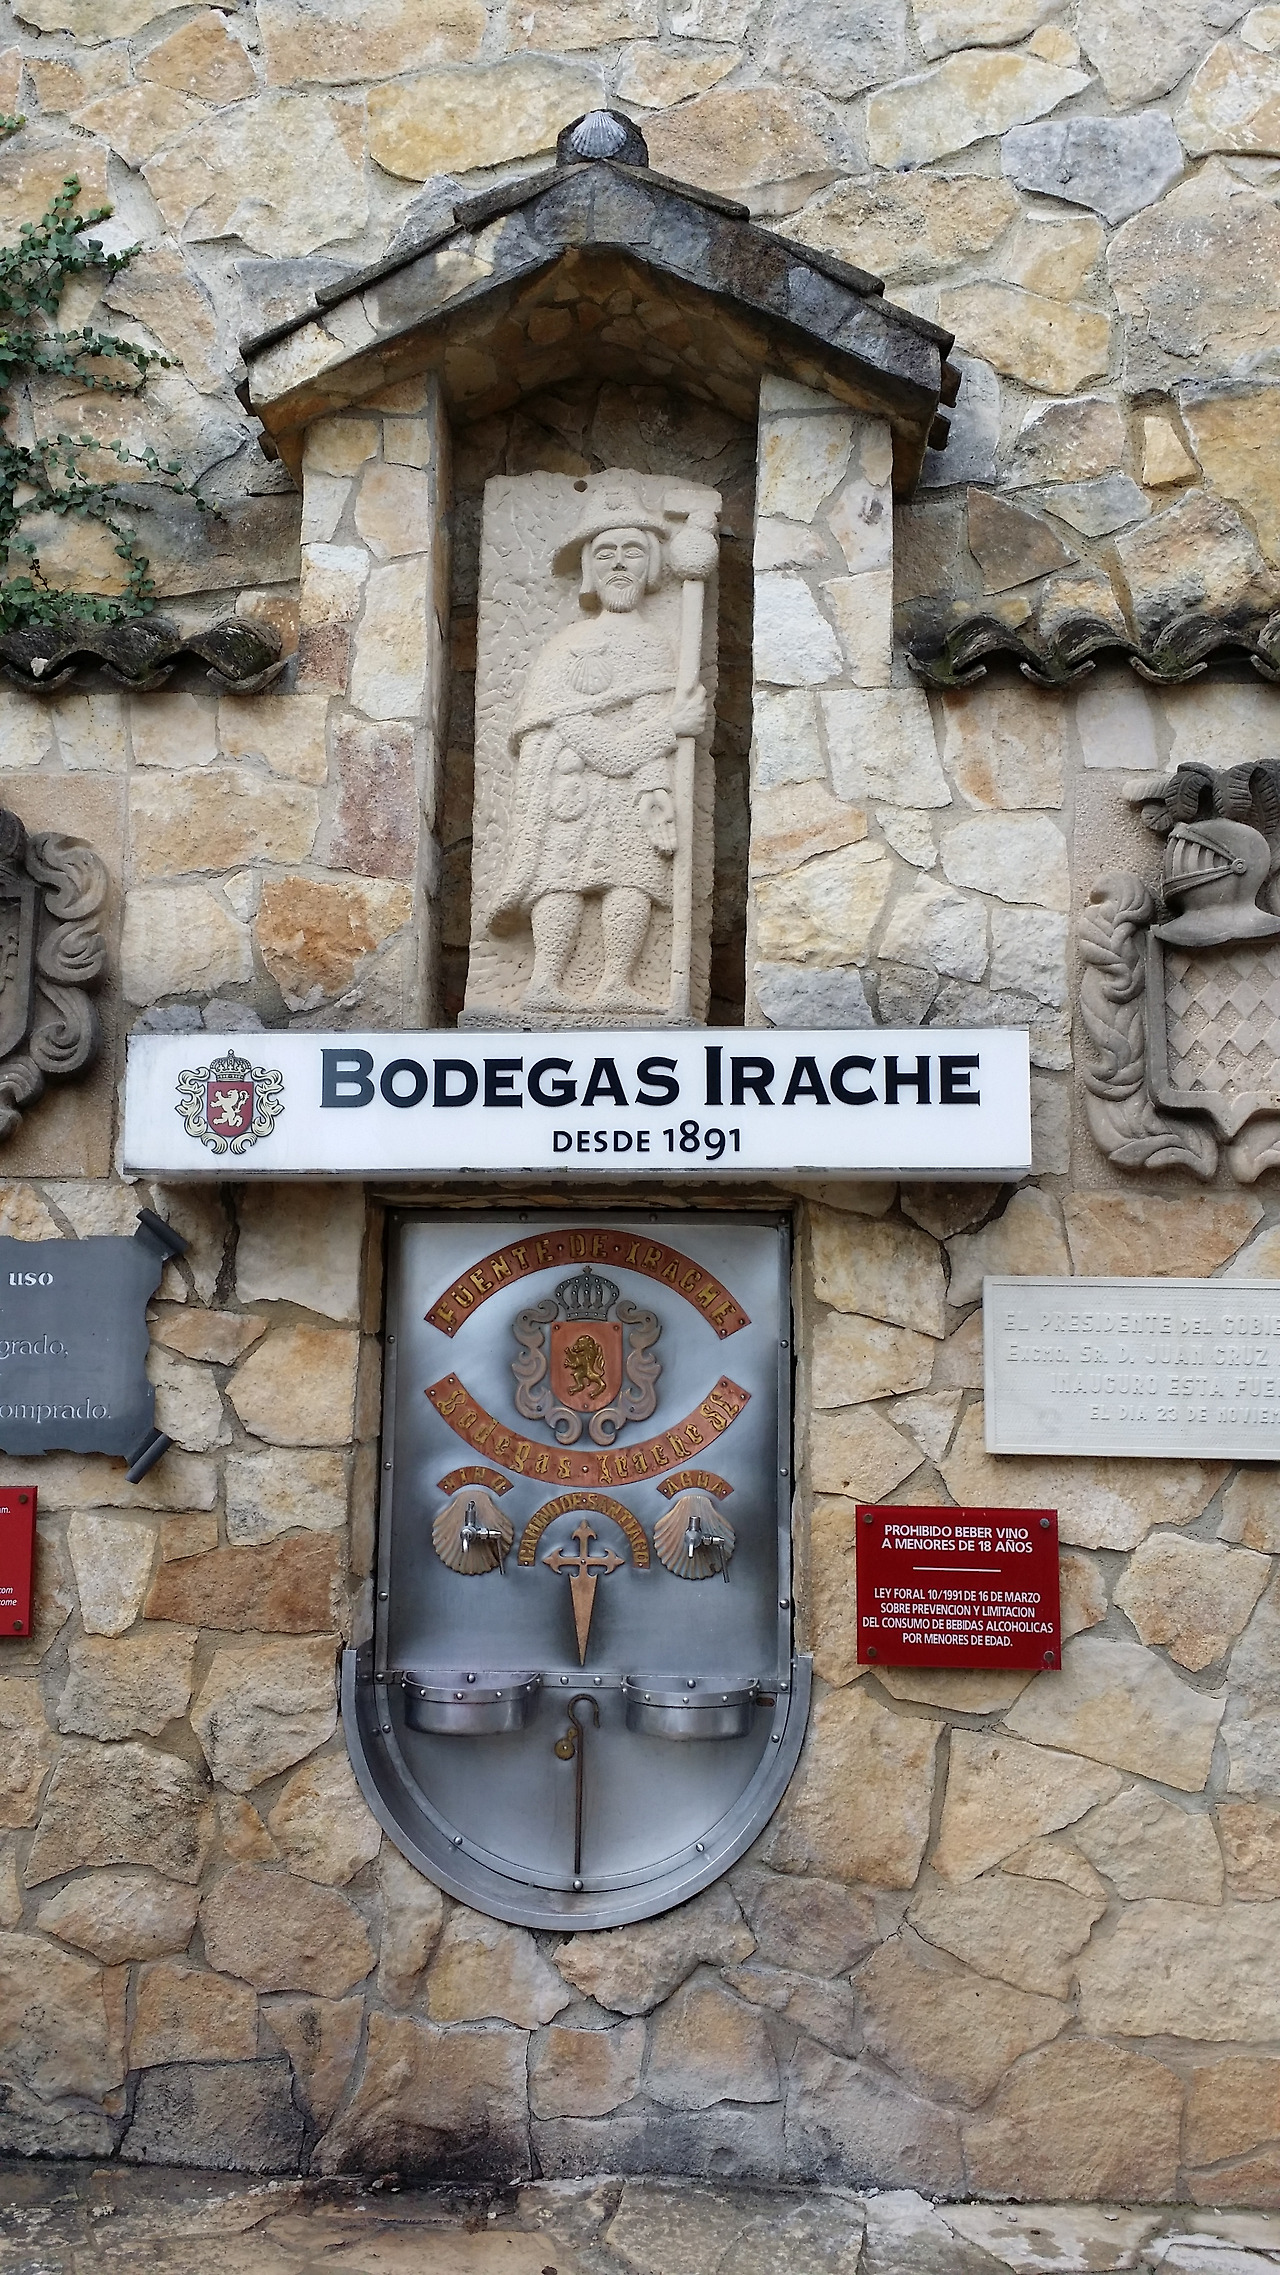 BODEGAS IRACHE
DESDE 1891
FUENTE·DE·IRACHE
Bodegas·Irache SL
VINO
AGUA
CAMINO DE SANTIAGO
uso
grado,
omprado.
am.
com
come
EL PRESIDENTE DEL GOBIE
EXCMO. SR. D. JUAN CRUZ
INAUGURO ESTA FUE
EL DIA 23 DE NOVIEM
PROHIBIDO BEBER VINO
A MENORES DE 18 AÑOS
LEY FORAL 10/1991 DE 16 DE MARZO
SOBRE PREVENCION Y LIMITACION
DEL CONSUMO DE BEBIDAS ALCOHOLICAS
POR MENORES DE EDAD.